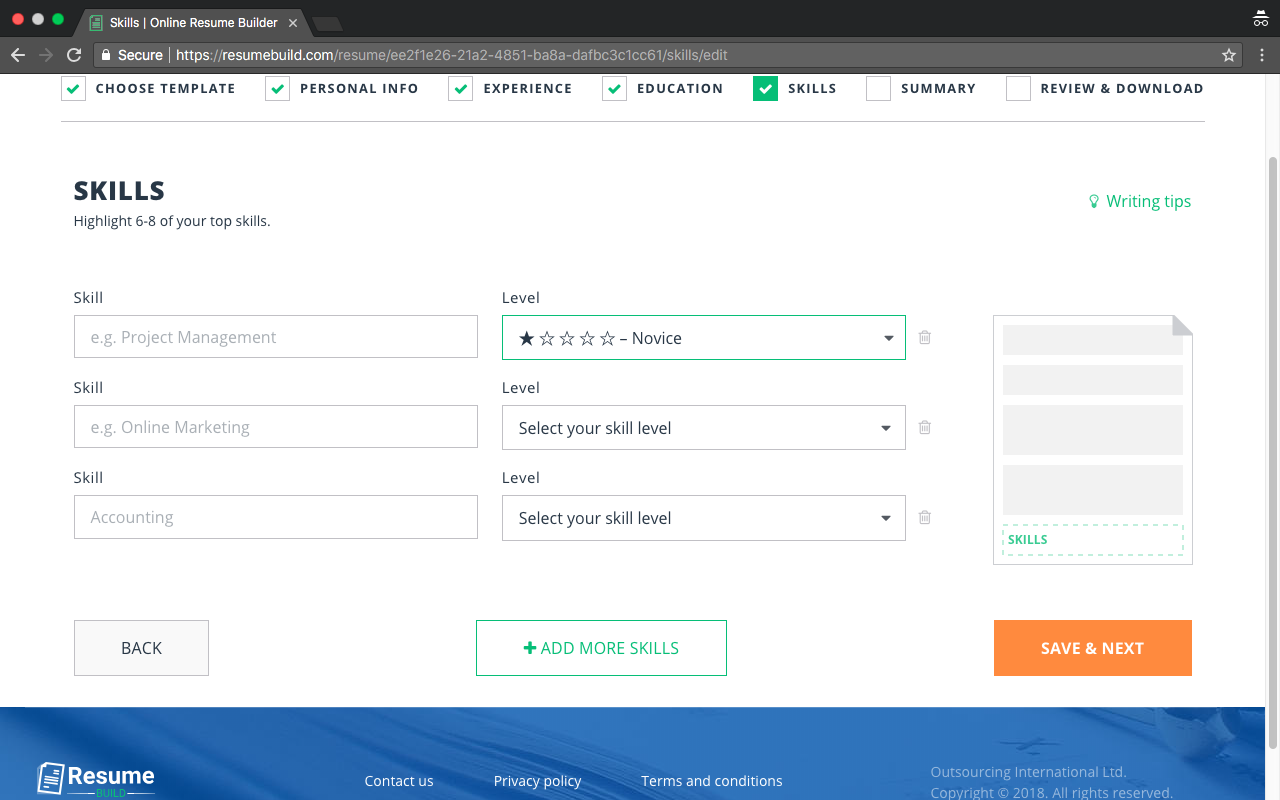 Skills | Online Resume Builder
Secure https://resumebuild.com/resume/ee2f1e26-21a2-4851-ba8a-dafbc3c1cc61/skills/edit
CHOOSE TEMPLATE PERSONAL INFO EXPERIENCE EDUCATION SKILLS SUMMARY REVIEW & DOWNLOAD
SKILLS
Highlight 6-8 of your top skills.
Writing tips
Skill Level
e.g. Project Management ★ ☆ ☆ ☆ ☆ – Novice
Skill Level
e.g. Online Marketing Select your skill level
Skill Level
Accounting Select your skill level
SKILLS
BACK + ADD MORE SKILLS SAVE & NEXT
Resume
BUILD
Contact us Privacy policy Terms and conditions
Outsourcing International Ltd.
Copyright © 2018. All rights reserved.